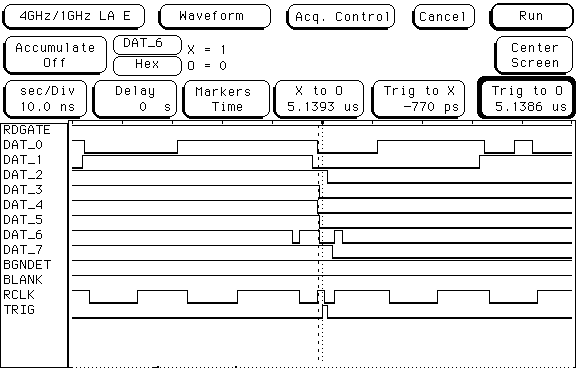 4GHz/1GHz LA E Waveform Acq. Control Cancel Run
Accumulate Off DAT_6 X = 1 Center Screen
Hex O = 0
sec/Div Delay Markers X to O Trig to X Trig to O
10.0 ns 0 s Time 5.1393 us -770 ps 5.1386 us
RDGATE
DAT_0
DAT_1
DAT_2
DAT_3
DAT_4
DAT_5
DAT_6
DAT_7
BGNDET
BLANK
RCLK
TRIG